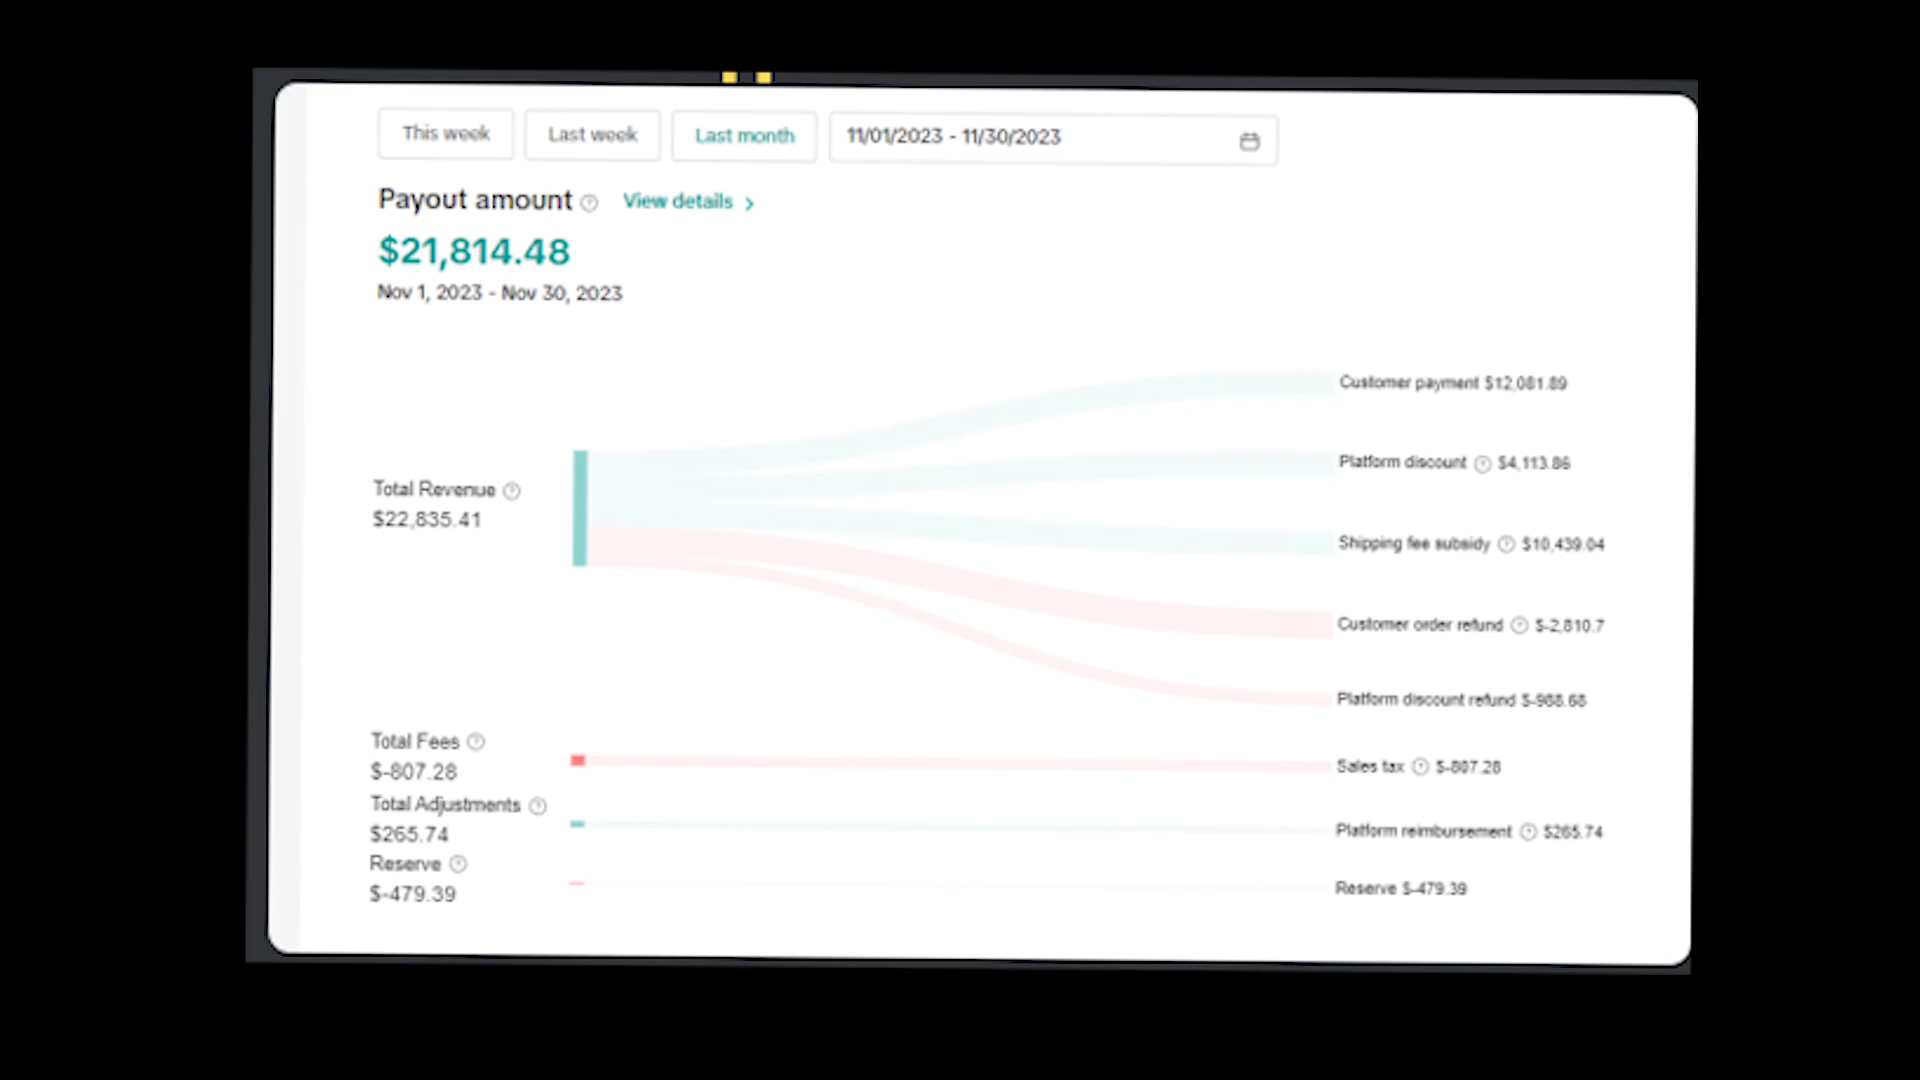 This week
Last week
Last month
11/01/2023 - 11/30/2023
Payout amount
View details
$21,814.48
Nov 1, 2023 - Nov 30, 2023
Customer payment $12,081.89
Platform discount $4,113.86
Total Revenue
$22,835.41
Shipping fee subsidy $10,439.04
Customer order refund $-2,810.7
Platform discount refund $-988.68
Total Fees
$-807.28
Sales tax $-807.28
Total Adjustments
$265.74
Platform reimbursement $265.74
Reserve
$-479.39
Reserve $-479.39